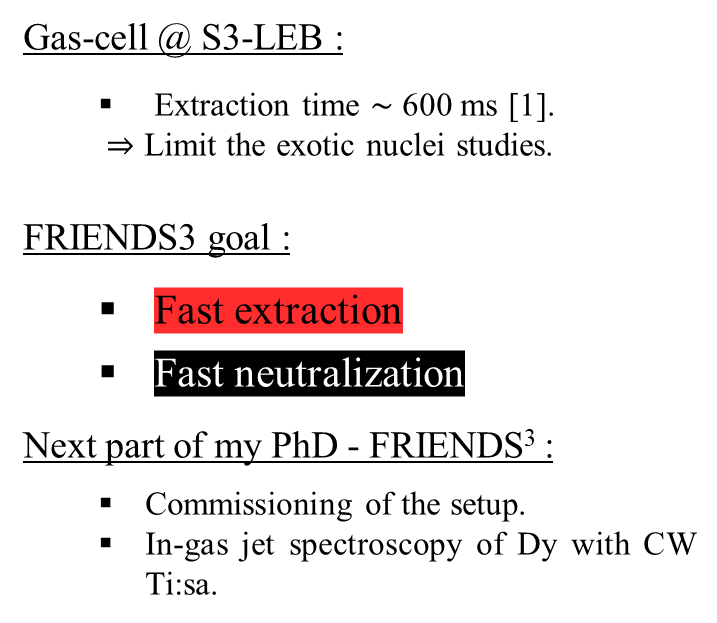 Gas-cell @ S3-LEB :
▪ Extraction time ~ 600 ms [1].
⇒ Limit the exotic nuclei studies.
FRIENDS3 goal :
▪ Fast extraction
▪ Fast neutralization
Next part of my PhD - FRIENDS³ :
▪ Commissioning of the setup.
▪ In-gas jet spectroscopy of Dy with CW
Ti:sa.